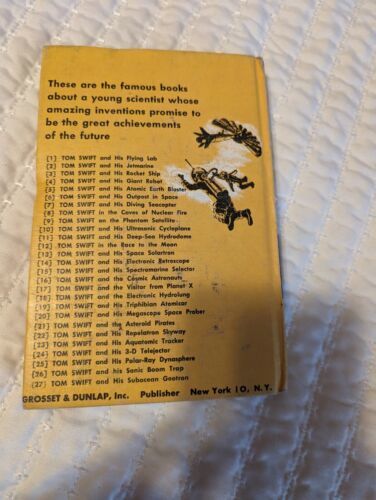 These are the famous books
about a young scientist whose
amazing inventions promise to
be the great achievements
of the future
[1] TOM SWIFT and His Flying Lab
[2] TOM SWIFT and His Jetmarine
[3] TOM SWIFT and His Rocket Ship
[4] TOM SWIFT and His Giant Robot
[5] TOM SWIFT and His Atomic Earth Blaster
[6] TOM SWIFT and His Outpost in Space
[7] TOM SWIFT and His Diving Seacopter
[8] TOM SWIFT in the Caves of Nuclear Fire
[9] TOM SWIFT on the Phantom Satellite
[10] TOM SWIFT and His Ultrasonic Cycloplane
[11] TOM SWIFT and His Deep-Sea Hydrodome
[12] TOM SWIFT in the Race to the Moon
[13] TOM SWIFT and His Space Solartron
[14] TOM SWIFT and His Electronic Retroscope
[15] TOM SWIFT and His Spectromarine Selector
[16] TOM SWIFT and the Cosmic Astronauts
[17] TOM SWIFT and the Visitor from Planet X
[18] TOM SWIFT and the Electronic Hydrolung
[19] TOM SWIFT and His Triphibian Atomicar
[20] TOM SWIFT and His Megascope Space Prober
[21] TOM SWIFT and the Asteroid Pirates
[22] TOM SWIFT and His Repelatron Skyway
[23] TOM SWIFT and His Aquatomic Tracker
[24] TOM SWIFT and His 3-D Telejector
[25] TOM SWIFT and his Polar-Ray Dynasphere
[26] TOM SWIFT and his Sonic Boom Trap
[27] TOM SWIFT and His Subocean Geotron
GROSSET & DUNLAP, Inc. Publisher New York 10, N. Y.